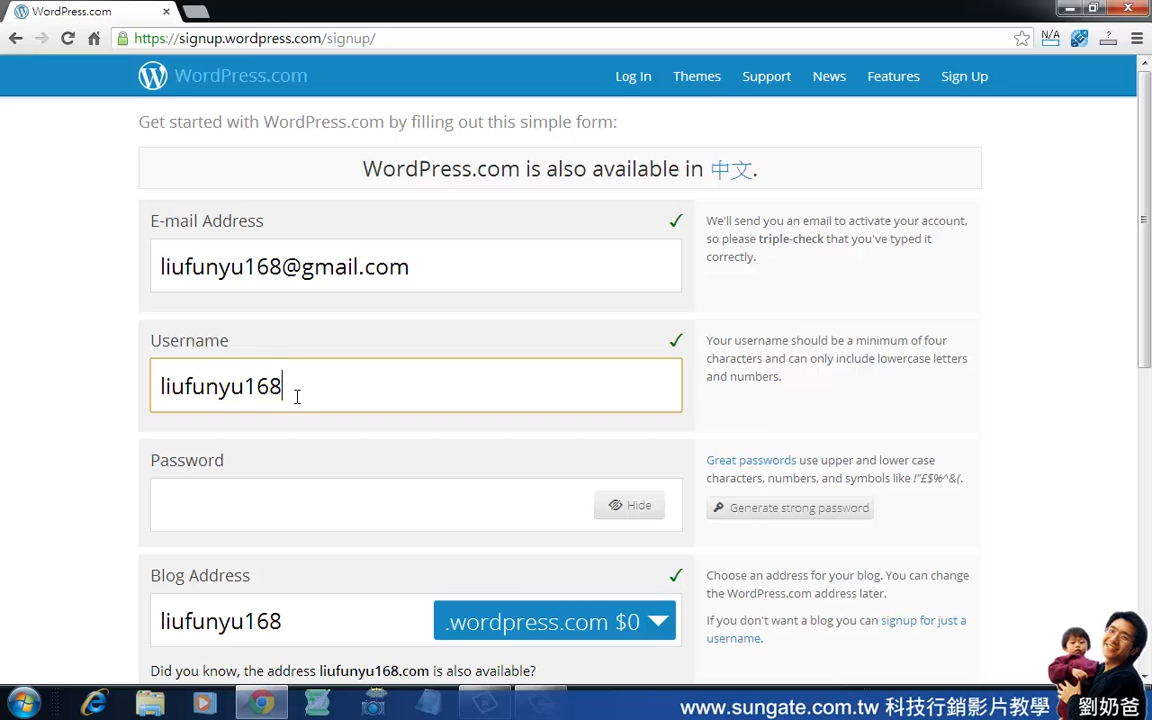 WordPress.com
https://signup.wordpress.com/signup/
N/A
?
WordPress.com
Log In
Themes
Support
News
Features
Sign Up
Get started with WordPress.com by filling out this simple form:
WordPress.com is also available in 中文.
E-mail Address
liufunyu168@gmail.com
We'll send you an email to activate your account,
so please triple-check that you've typed it
correctly.
Username
liufunyu168
Your username should be a minimum of four
characters and can only include lowercase letters
and numbers.
Password
Hide
Great passwords use upper and lower case
characters, numbers, and symbols like !"£$%^&(.
Generate strong password
Blog Address
liufunyu168
.wordpress.com $0
Choose an address for your blog. You can change
the WordPress.com address later.
If you don't want a blog you can signup for just a
username.
Did you know, the address liufunyu168.com is also available?
www.sungate.com.tw 科技行銷影片教學
劉奶爸